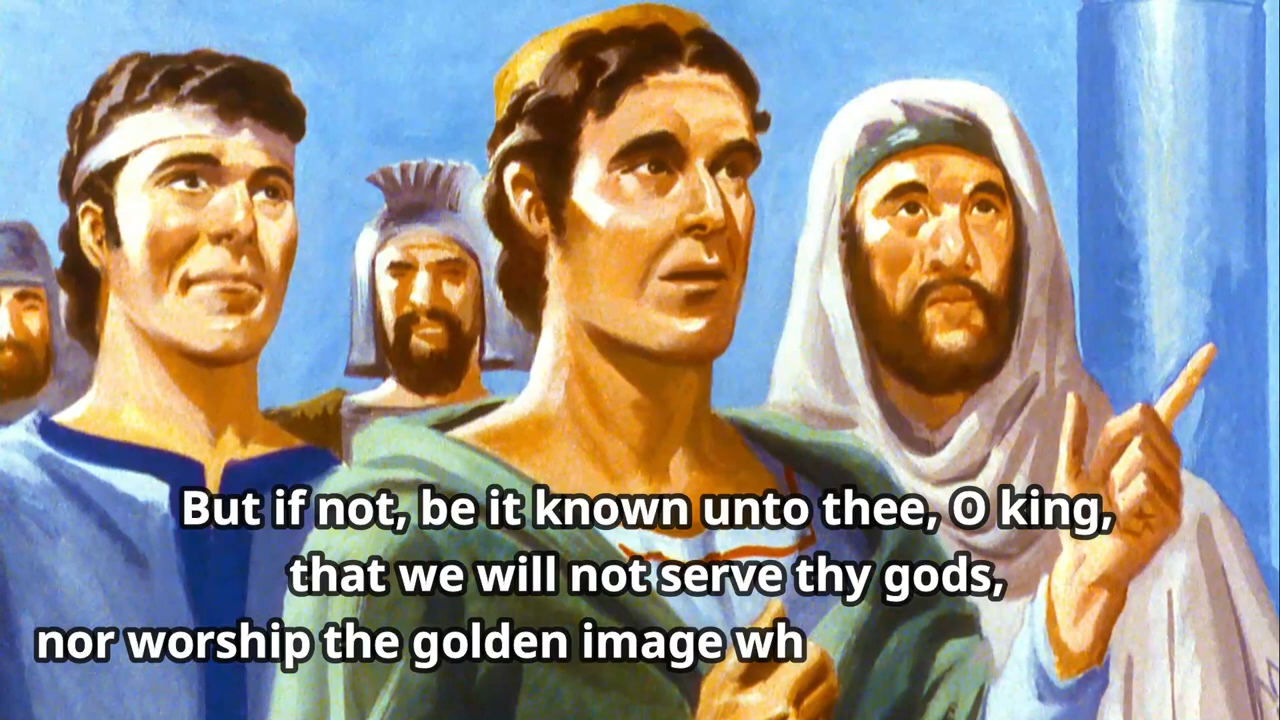 But if not, be it known unto thee, O king,
that we will not serve thy gods,
nor worship the golden image wh